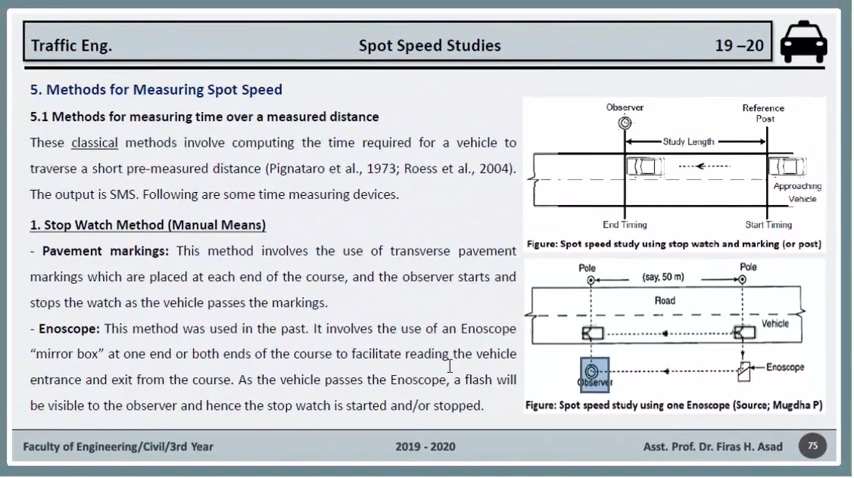 Traffic Eng. Spot Speed Studies 19 –20
5. Methods for Measuring Spot Speed
5.1 Methods for measuring time over a measured distance
These classical methods involve computing the time required for a vehicle to
traverse a short pre-measured distance (Pignataro et al., 1973; Roess et al., 2004).
The output is SMS. Following are some time measuring devices.
1. Stop Watch Method (Manual Means)
- Pavement markings: This method involves the use of transverse pavement
markings which are placed at each end of the course, and the observer starts and
stops the watch as the vehicle passes the markings.
- Enoscope: This method was used in the past. It involves the use of an Enoscope
“mirror box” at one end or both ends of the course to facilitate reading the vehicle
entrance and exit from the course. As the vehicle passes the Enoscope, a flash will
be visible to the observer and hence the stop watch is started and/or stopped.
Observer
Reference
Post
Study Length
Approaching
Vehicle
End Timing
Start Timing
Figure: Spot speed study using stop watch and marking (or post)
Pole
(say, 50 m)
Pole
Road
Vehicle
Enoscope
Observer
Figure: Spot speed study using one Enoscope (Source; Mugdha P)
Faculty of Engineering/Civil/3rd Year 2019 - 2020 Asst. Prof. Dr. Firas H. Asad 75